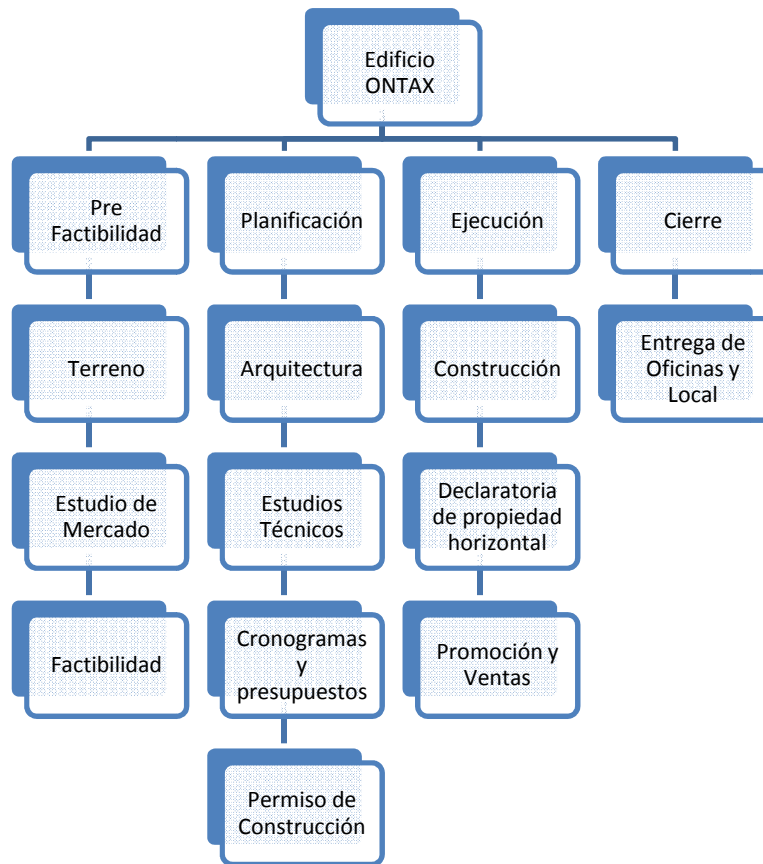 Edificio
ONTAX
Pre
Factibilidad
Planificación
Ejecución
Cierre
Terreno
Arquitectura
Construcción
Entrega de
Oficinas y
Local
Estudio de
Mercado
Estudios
Técnicos
Declaratoria
de propiedad
horizontal
Factibilidad
Cronogramas
y
presupuestos
Promoción y
Ventas
Permiso de
Construcción